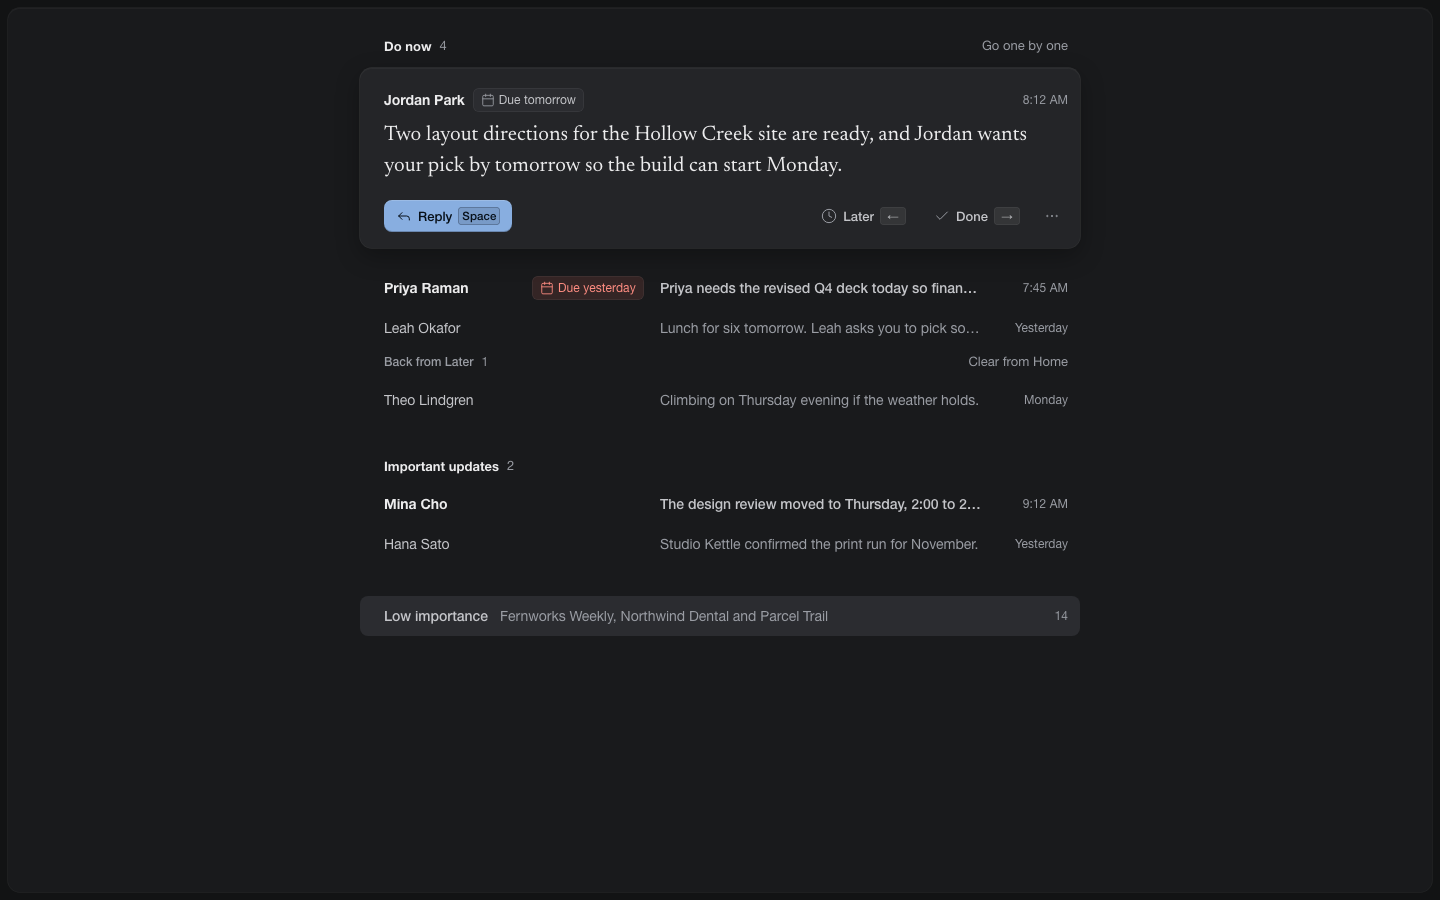 Do now 4 Go one by one
Jordan Park Due tomorrow 8:12 AM
Two layout directions for the Hollow Creek site are ready, and Jordan wants
your pick by tomorrow so the build can start Monday.
Reply Space Later ← Done → ···
Priya Raman Due yesterday Priya needs the revised Q4 deck today so finan… 7:45 AM
Leah Okafor Lunch for six tomorrow. Leah asks you to pick so… Yesterday
Back from Later 1 Clear from Home
Theo Lindgren Climbing on Thursday evening if the weather holds. Monday
Important updates 2
Mina Cho The design review moved to Thursday, 2:00 to 2… 9:12 AM
Hana Sato Studio Kettle confirmed the print run for November. Yesterday
Low importance Fernworks Weekly, Northwind Dental and Parcel Trail 14